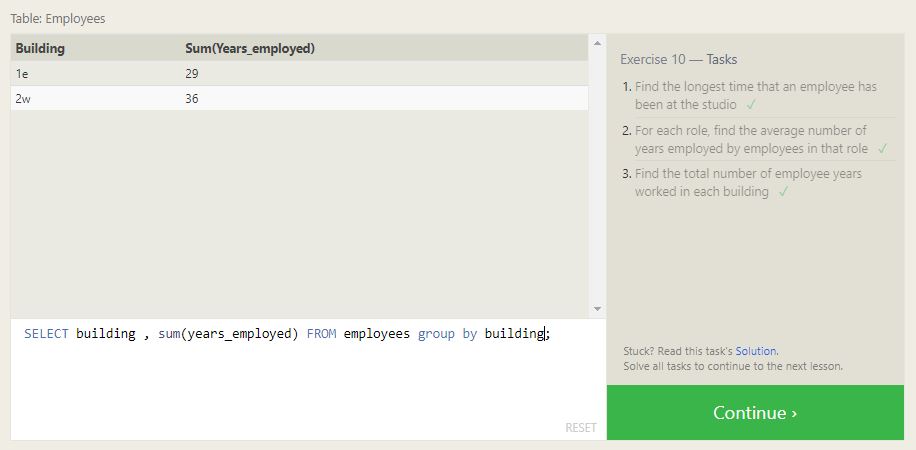 Table: Employees
Building Sum(Years_employed)
1e 29
2w 36
SELECT building , sum(years_employed) FROM employees group by building;
RESET
Exercise 10 — Tasks
1. Find the longest time that an employee has
been at the studio ✓
2. For each role, find the average number of
years employed by employees in that role ✓
3. Find the total number of employee years
worked in each building ✓
Stuck? Read this task's Solution.
Solve all tasks to continue to the next lesson.
Continue ›